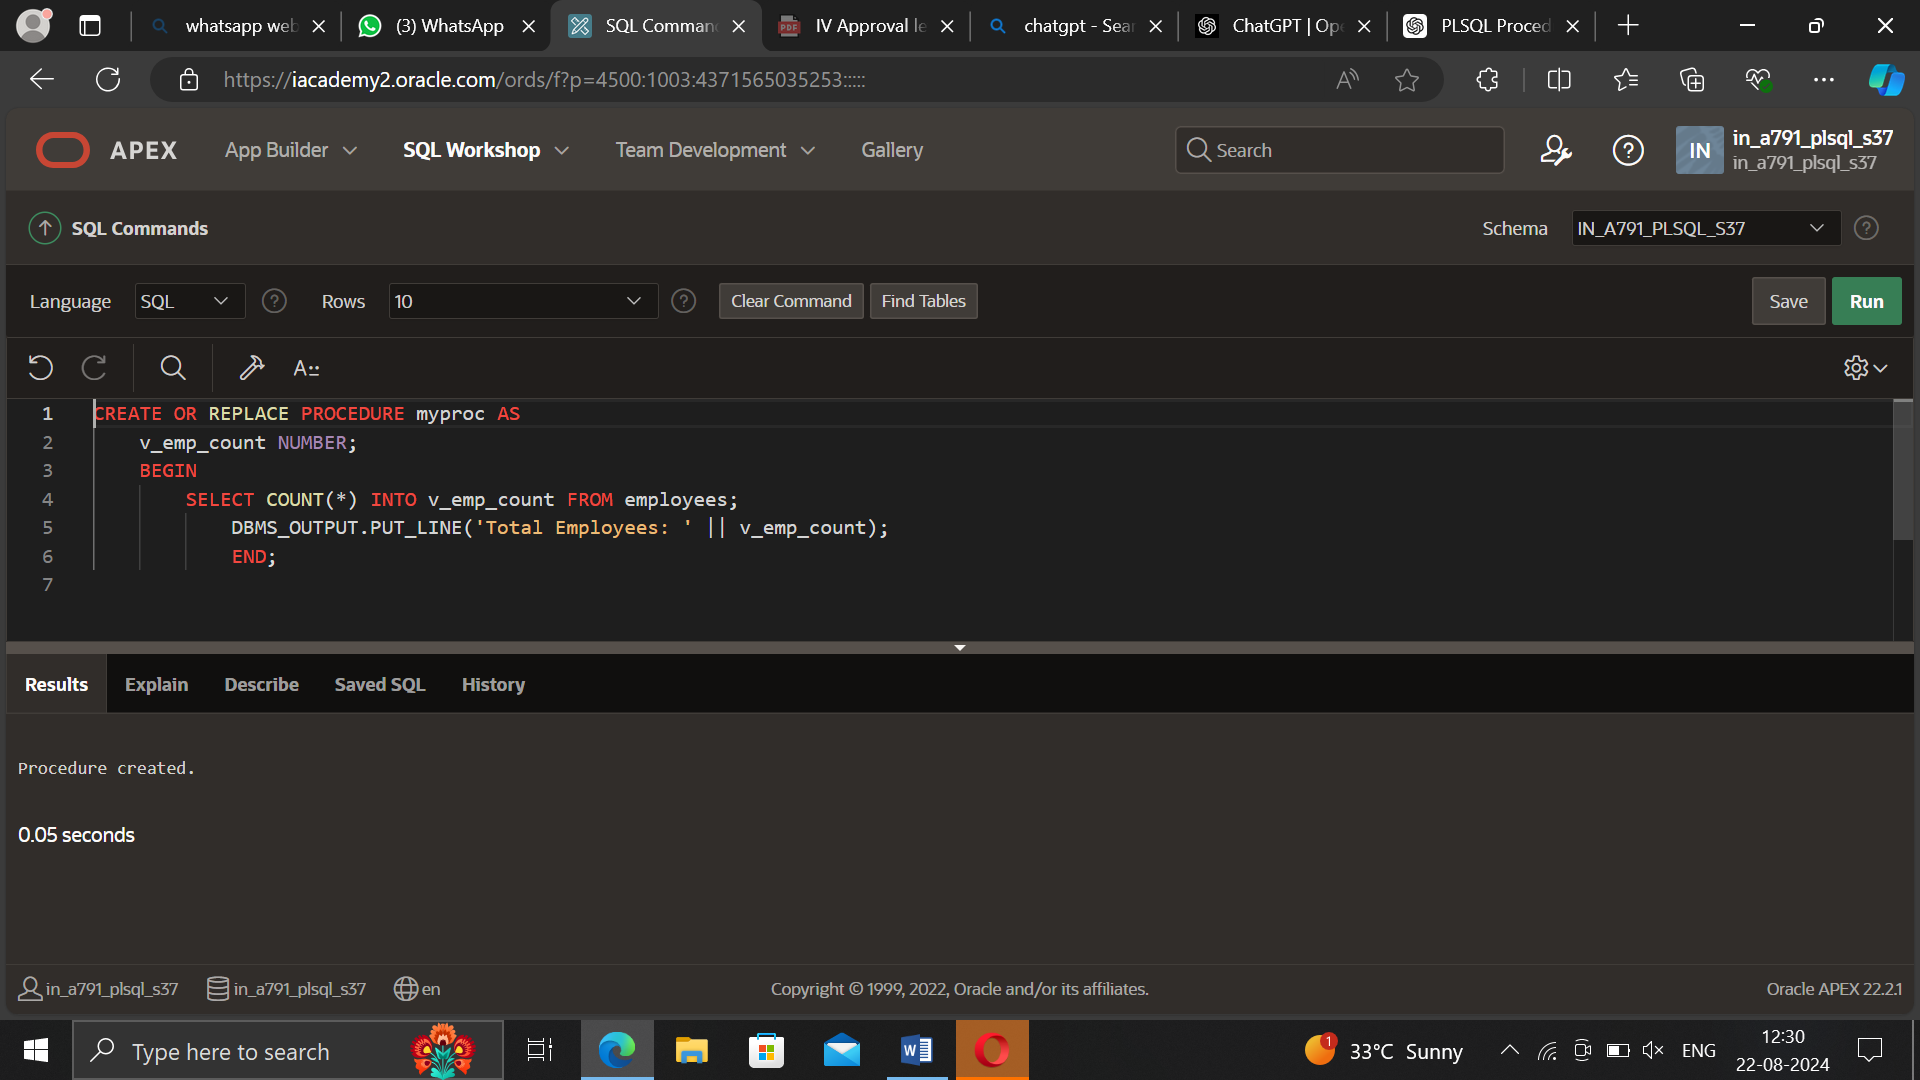 whatsapp web
(3) WhatsApp
SQL Comman
IV Approval le
chatgpt - Sear
ChatGPT | Ope
PLSQL Proced
https://iacademy2.oracle.com/ords/f?p=4500:1003:4371565035253:::::
APEX
App Builder
SQL Workshop
Team Development
Gallery
Search
IN
in_a791_plsql_s37
in_a791_plsql_s37
SQL Commands
Schema
IN_A791_PLSQL_S37
Language
SQL
Rows
10
Clear Command
Find Tables
Save
Run
1 CREATE OR REPLACE PROCEDURE myproc AS
2 v_emp_count NUMBER;
3 BEGIN
4 SELECT COUNT(*) INTO v_emp_count FROM employees;
5 DBMS_OUTPUT.PUT_LINE('Total Employees: ' || v_emp_count);
6 END;
7
Results
Explain
Describe
Saved SQL
History
Procedure created.
0.05 seconds
in_a791_plsql_s37
in_a791_plsql_s37
en
Copyright © 1999, 2022, Oracle and/or its affiliates.
Oracle APEX 22.2.1
Type here to search
1
33°C Sunny
ENG
12:30
22-08-2024